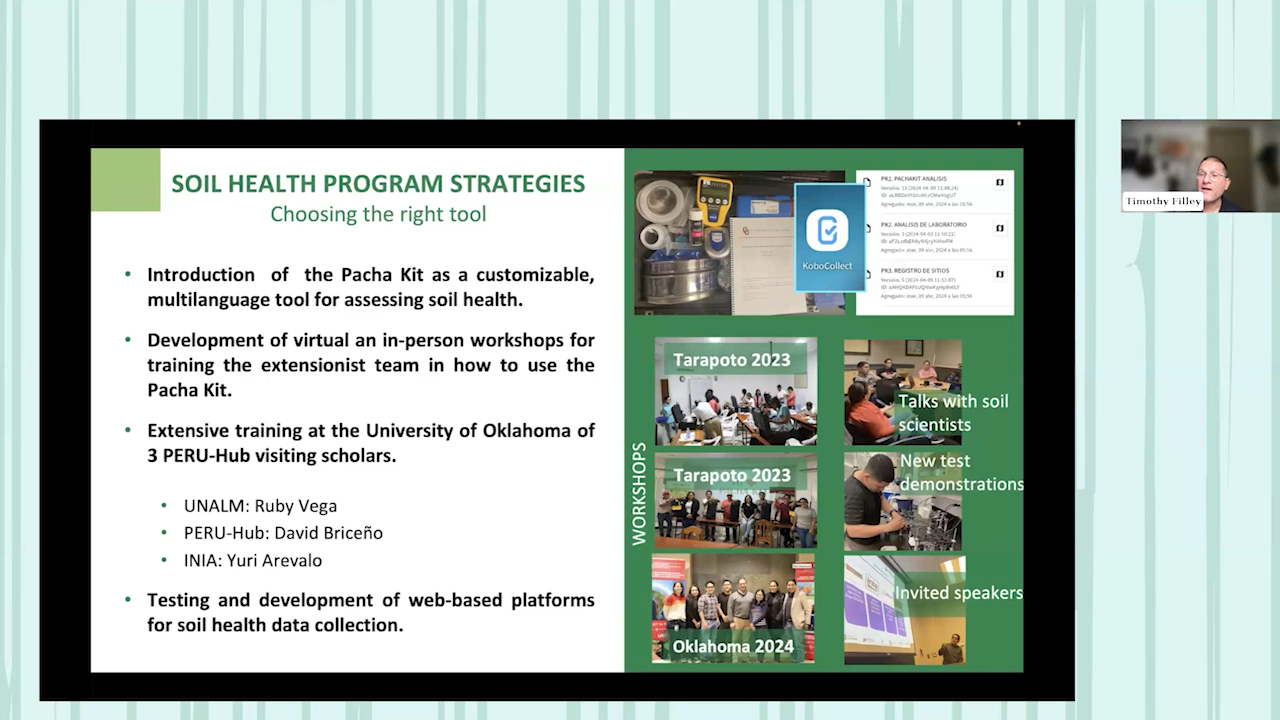 SOIL HEALTH PROGRAM STRATEGIES
Choosing the right tool
• Introduction of the Pacha Kit as a customizable,
multilanguage tool for assessing soil health.
• Development of virtual an in-person workshops for
training the extensionist team in how to use the
Pacha Kit.
• Extensive training at the University of Oklahoma of
3 PERU-Hub visiting scholars.
• UNALM: Ruby Vega
• PERU-Hub: David Briceño
• INIA: Yuri Arevalo
• Testing and development of web-based platforms
for soil health data collection.
KoboCollect
PK1. PACHAKIT ANALISIS
PK2. ANALISIS DE LABORATORIO
PK3. REGISTRO DE SITIOS
WORKSHOPS
Tarapoto 2023
Tarapoto 2023
Oklahoma 2024
Talks with soil
scientists
New test
demonstrations
Invited speakers
Timothy Filley